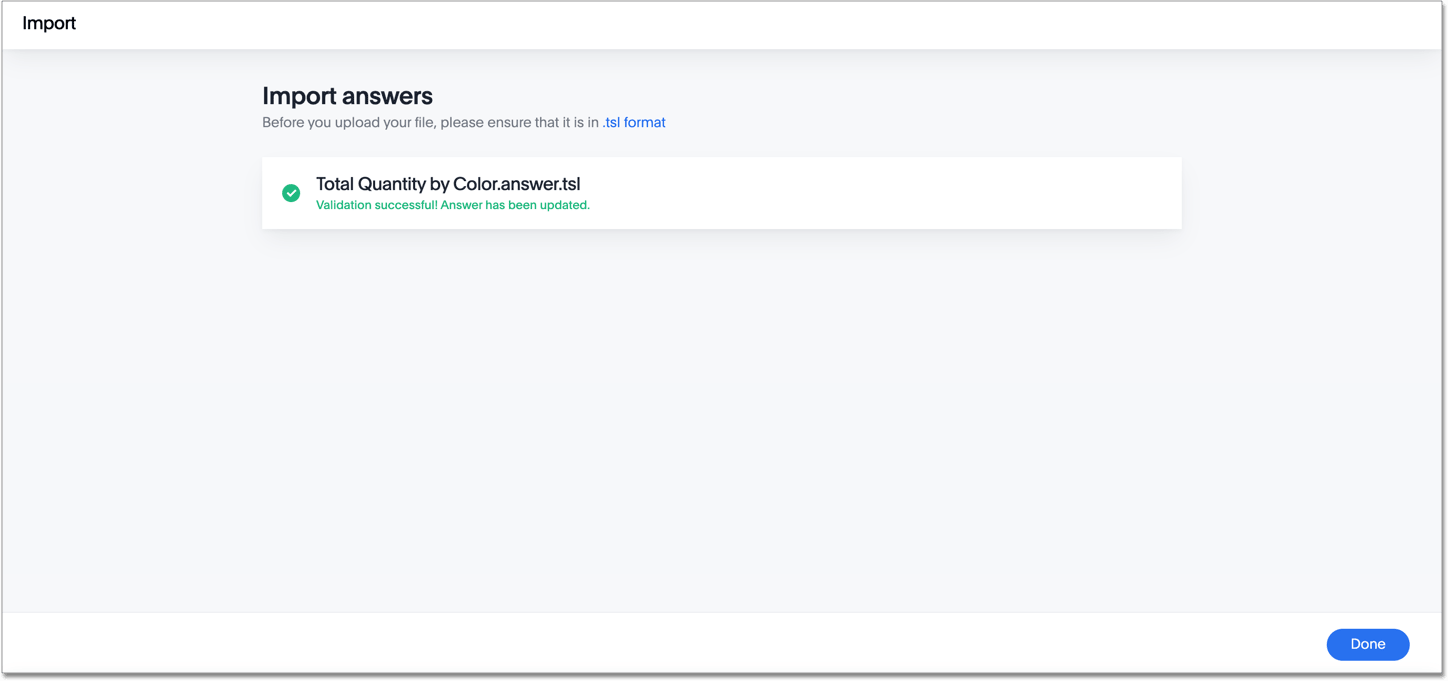 Import
Import answers
Before you upload your file, please ensure that it is in .tsl format
Total Quantity by Color.answer.tsl
Validation successful! Answer has been updated.
Done